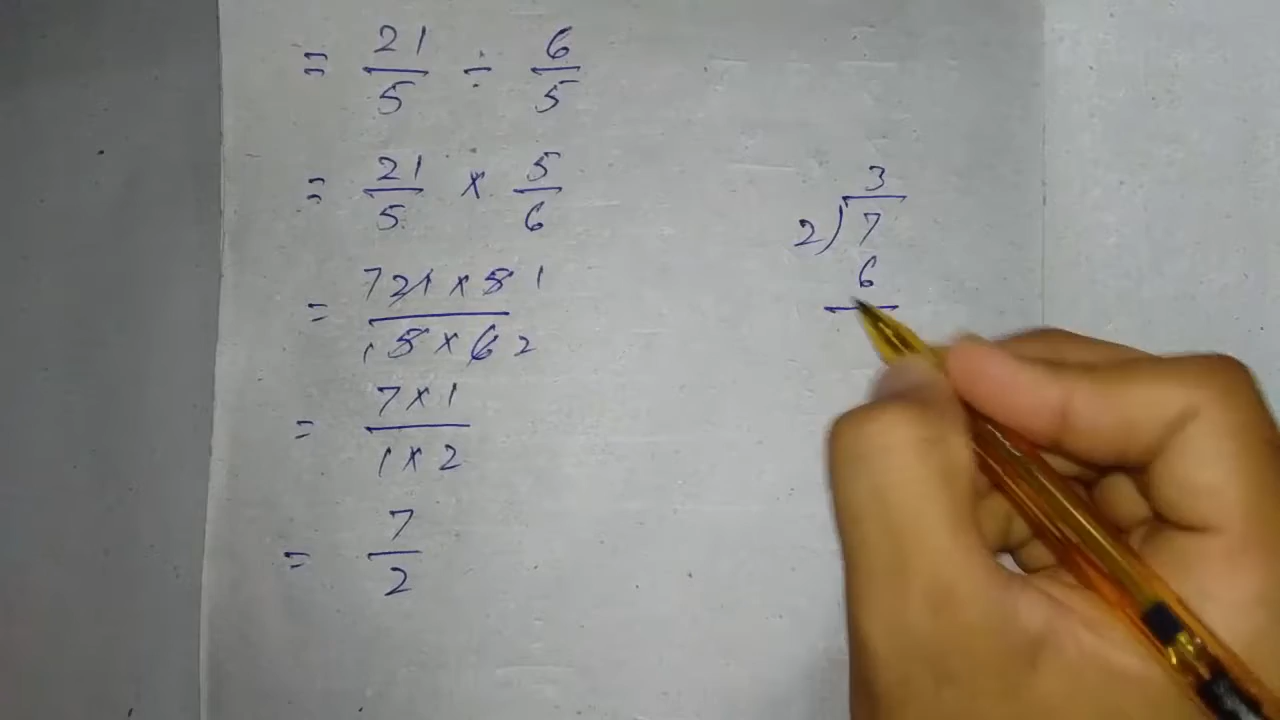 = 21/5 ÷ 6/5
= 21/5 × 5/6
= 7 21 × 5 1 / 1 5 × 6 2
= 7 × 1 / 1 × 2
= 7/2
3
2) 7
6